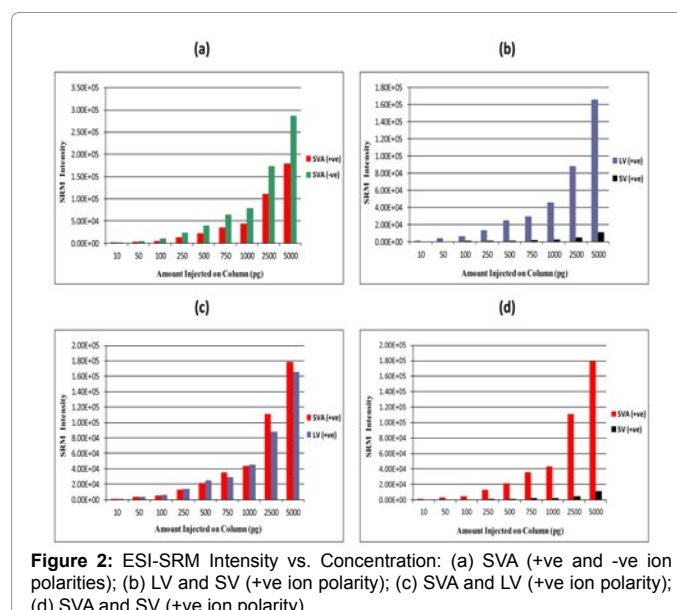 (a)
3.50E+05
3.00E+05
2.50E+05
2.00E+05
1.50E+05
1.00E+05
5.00E+04
0.00E+00
SRM Intensity
10 50 100 250 500 750 1000 2500 5000
Amount Injected on Column (pg)
SVA (+ve)
SVA (-ve)
(b)
1.80E+05
1.60E+05
1.40E+05
1.20E+05
1.00E+05
8.00E+04
6.00E+04
4.00E+04
2.00E+04
0.00E+00
SRM Intensity
10 50 100 250 500 750 1000 2500 5000
Amount Injected on Column (pg)
LV (+ve)
SV (+ve)
(c)
2.00E+05
1.80E+05
1.60E+05
1.40E+05
1.20E+05
1.00E+05
8.00E+04
6.00E+04
4.00E+04
2.00E+04
0.00E+00
SRM Intensity
10 50 100 250 500 750 1000 2500 5000
Amount Injected on Column (pg)
SVA (+ve)
LV (+ve)
(d)
2.00E+05
1.80E+05
1.60E+05
1.40E+05
1.20E+05
1.00E+05
8.00E+04
6.00E+04
4.00E+04
2.00E+04
0.00E+00
SRM Intensity
10 50 100 250 500 750 1000 2500 5000
Amount Injected on Column (pg)
SVA (+ve)
SV (+ve)
Figure 2: ESI-SRM Intensity vs. Concentration: (a) SVA (+ve and -ve ion
polarities); (b) LV and SV (+ve ion polarity); (c) SVA and LV (+ve ion polarity);
(d) SVA and SV (+ve ion polarity)